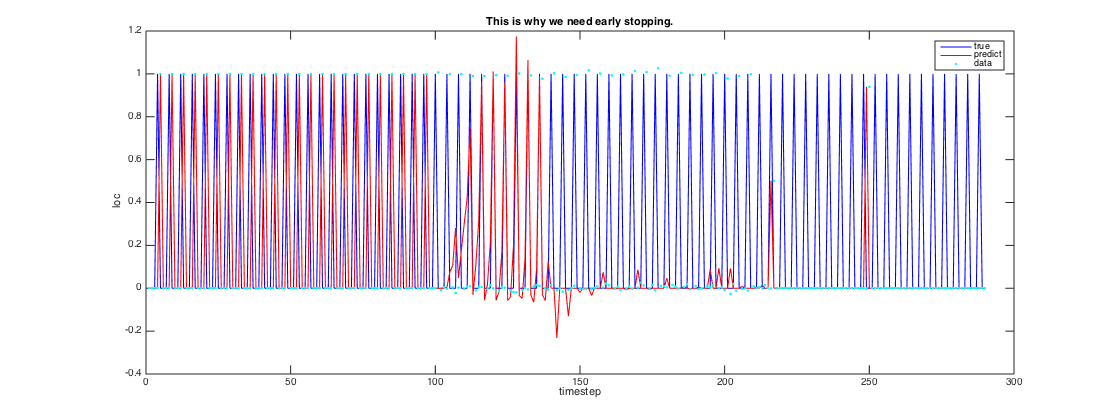 This is why we need early stopping.
1.2
1
0.8
0.6
0.4
0.2
0
-0.2
-0.4
loc
true
predict
data
0 50 100 150 200 250 300
timestep